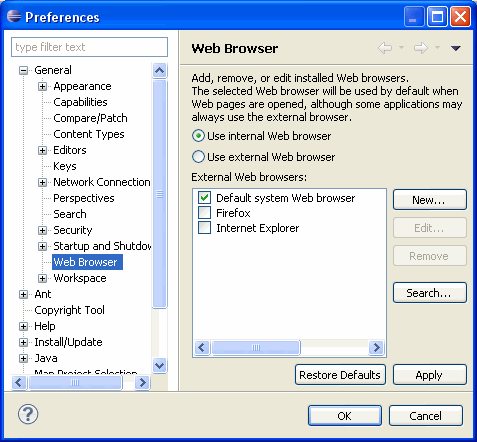 Preferences
type filter text
General
Appearance
Capabilities
Compare/Patch
Content Types
Editors
Keys
Network Connection
Perspectives
Search
Security
Startup and Shutdow
Web Browser
Workspace
Ant
Copyright Tool
Help
Install/Update
Java
Map Project Selection
Web Browser
Add, remove, or edit installed Web browsers.
The selected Web browser will be used by default when
Web pages are opened, although some applications may
always use the external browser.
Use internal Web browser
Use external Web browser
External Web browsers:
Default system Web browser
Firefox
Internet Explorer
New...
Edit...
Remove
Search...
Restore Defaults
Apply
?
OK
Cancel